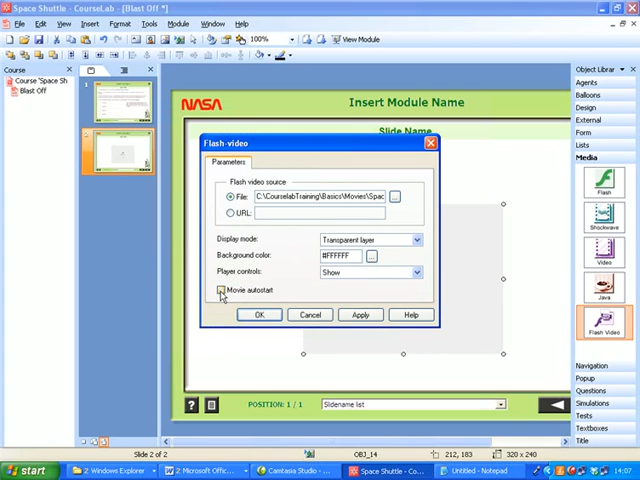 Space Shuttle - CourseLab - [Blast Off *]
File Edit View Insert Format Tools Module Window Help
100% View Module
Course
Course 'Space Sh
Blast Off
1
2
NASA
Insert Module Name
Slide Name
Flash-video
Parameters
Flash video source
File: C:\CourselabTraining\Basics\Movies\Spac ...
URL:
Display mode: Transparent layer
Background color: #FFFFFF ...
Player controls: Show
Movie autostart
OK Cancel Apply Help
? POSITION: 1 / 1 Slidename list
Object Library
Agents
Balloons
Design
External
Form
Lists
Media
Flash
Shockwave
Video
Java
Flash Video
Navigation
Popup
Questions
Simulations
Tests
Textboxes
Title
Slide 2 of 2 OBJ_14 212, 183 320 x 240
start 2 Windows Explorer 2 Microsoft Office... Camtasia Studio - ... Space Shuttle - Co... Untitled - Notepad 14:07